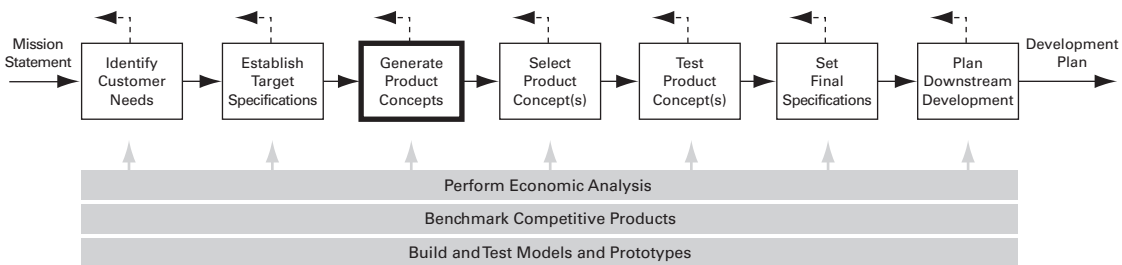 Mission
Statement
Identify
Customer
Needs
Establish
Target
Specifications
Generate
Product
Concepts
Select
Product
Concept(s)
Test
Product
Concept(s)
Set
Final
Specifications
Plan
Downstream
Development
Development
Plan
Perform Economic Analysis
Benchmark Competitive Products
Build and Test Models and Prototypes